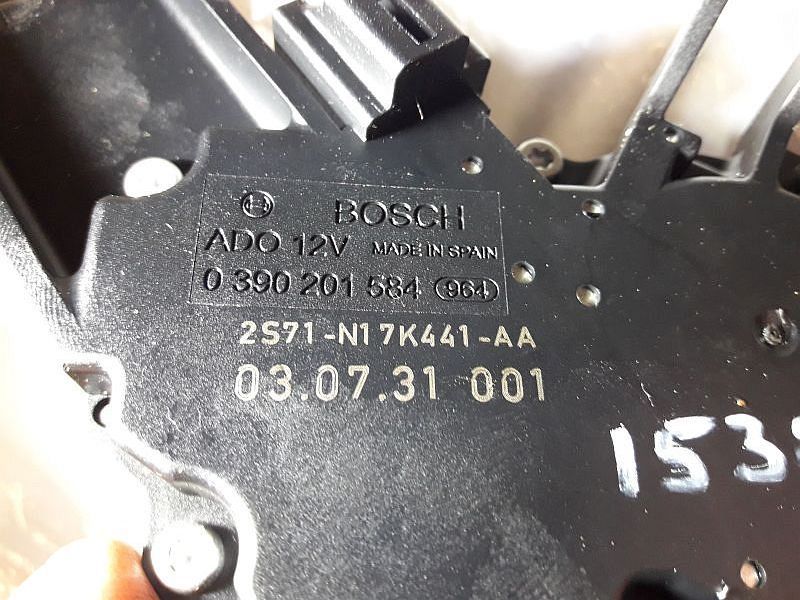 BOSCH
ADO 12V MADE IN SPAIN
0 390 201 584 964
2S71-N17K441-AA
03.07.31 001